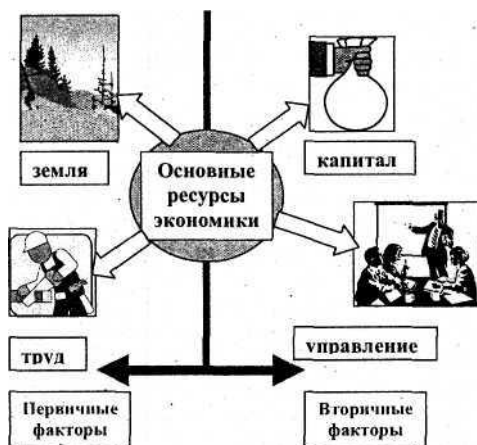 земля
капитал
Основные
ресурсы
экономики
труд
управление
Первичные
факторы
Вторичные
факторы